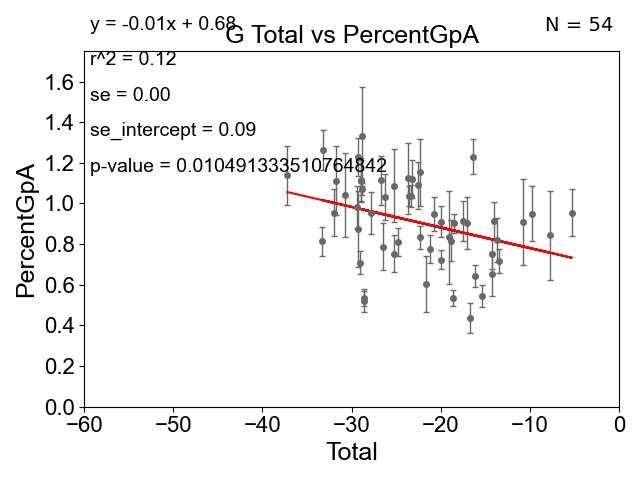 y = -0.01x + 0.68
N = 54
G Total vs PercentGpA
r^2 = 0.12
se = 0.00
se_intercept = 0.09
p-value = 0.010491333510764842
PercentGpA
1.6
1.4
1.2
1.0
0.8
0.6
0.4
0.2
0.0
−60 −50 −40 −30 −20 −10 0
Total